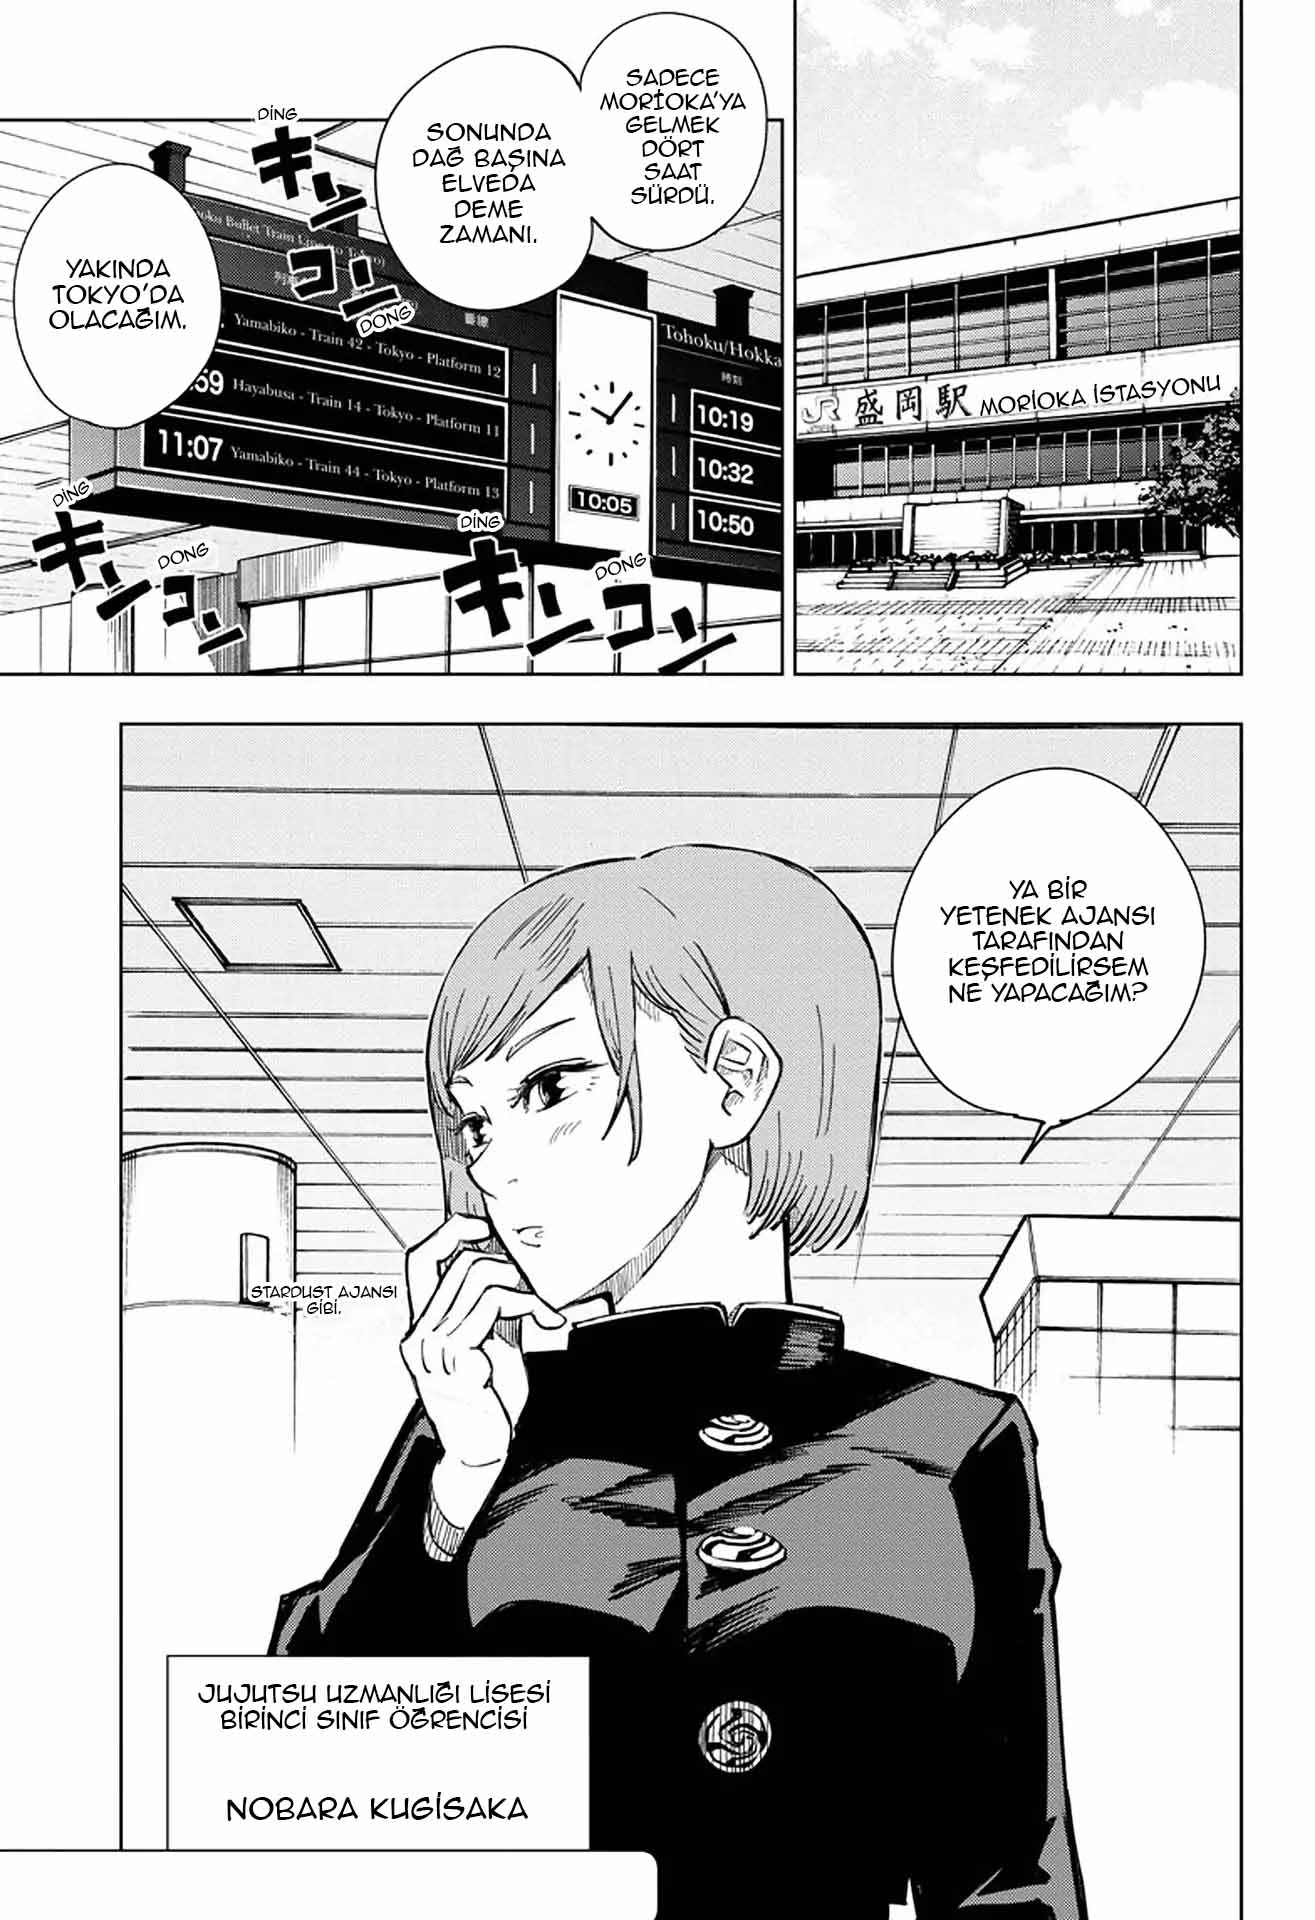 JR
盛岡駅
MORİOKA İSTASYONU
SADECE
MORİOKA'YA
GELMEK
DÖRT
SAAT
SÜRDÜ.
SONUNDA
DAĞ BAŞINA
ELVEDA
DEME
ZAMANI.
YAKINDA
TOKYO'DA
OLACAĞIM.
DİNG
キン
コン
DONG
Tohoku/Hokka
時刻
Yamabiko - Train 42 - Tokyo - Platform 12
10:19
59 Hayabusa - Train 14 - Tokyo - Platform 11
10:32
11:07 Yamabiko - Train 44 - Tokyo - Platform 13
10:50
10:05
DİNG
キン
コン
DONG
DİNG
キン
コン
DONG
YA BİR
YETENEK AJANSI
TARAFINDAN
KEŞFEDİLİRSEM
NE YAPACAĞIM?
STARDUST AJANSI
GİBİ.
JUJUTSU UZMANLIĞI LİSESİ
BİRİNCİ SINIF ÖĞRENCİSİ
NOBARA KUGİSAKA